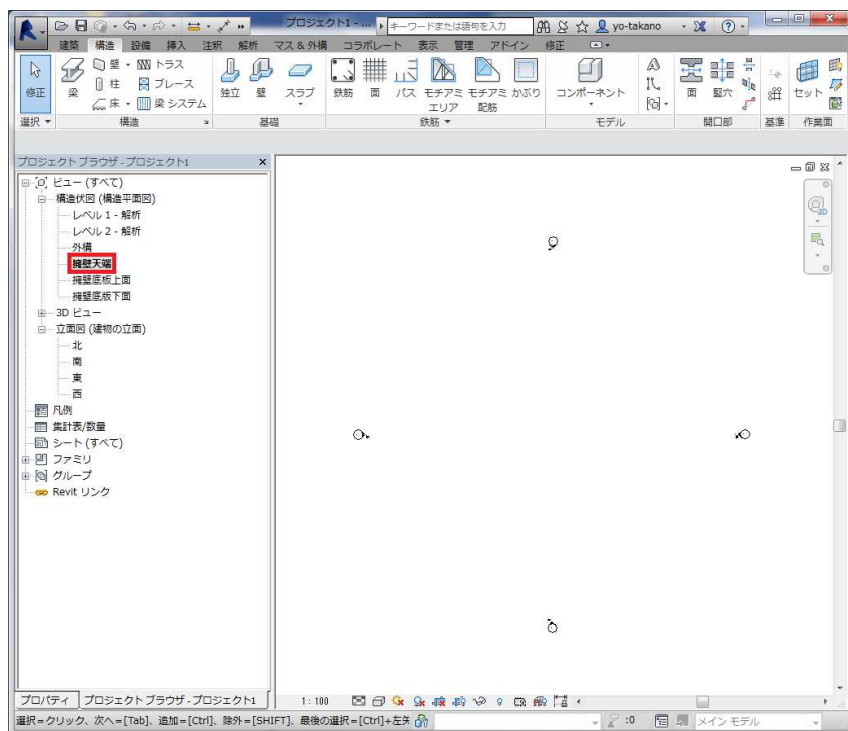 プロジェクト1 - ... キーワードまたは語句を入力 yo-takano
建築 構造 設備 挿入 注釈 解析 マス & 外構 コラボレート 表示 管理 アドイン 修正
修正 梁 壁 トラス
柱 ブレース
床 梁 システム
独立 壁 スラブ 鉄筋 面 パス モチアミ エリア モチアミ 配筋 かぶり コンポーネント 面 竪穴 セット
選択 構造 基礎 鉄筋 モデル 開口部 基準 作業面
プロジェクト ブラウザ - プロジェクト1
ビュー (すべて)
構造伏図 (構造平面図)
レベル 1 - 解析
レベル 2 - 解析
外構
擁壁天端
擁壁底板上面
擁壁底版下面
3D ビュー
立面図 (建物の立面)
北
南
東
西
凡例
集計表/数量
シート (すべて)
ファミリ
グループ
Revit リンク
2D
プロパティ プロジェクト ブラウザ - プロジェクト1 1 : 100
選択=クリック、次へ=[Tab]、追加=[Ctrl]、除外=[SHIFT]、最後の選択=[Ctrl]+左矢 :0 メイン モデル